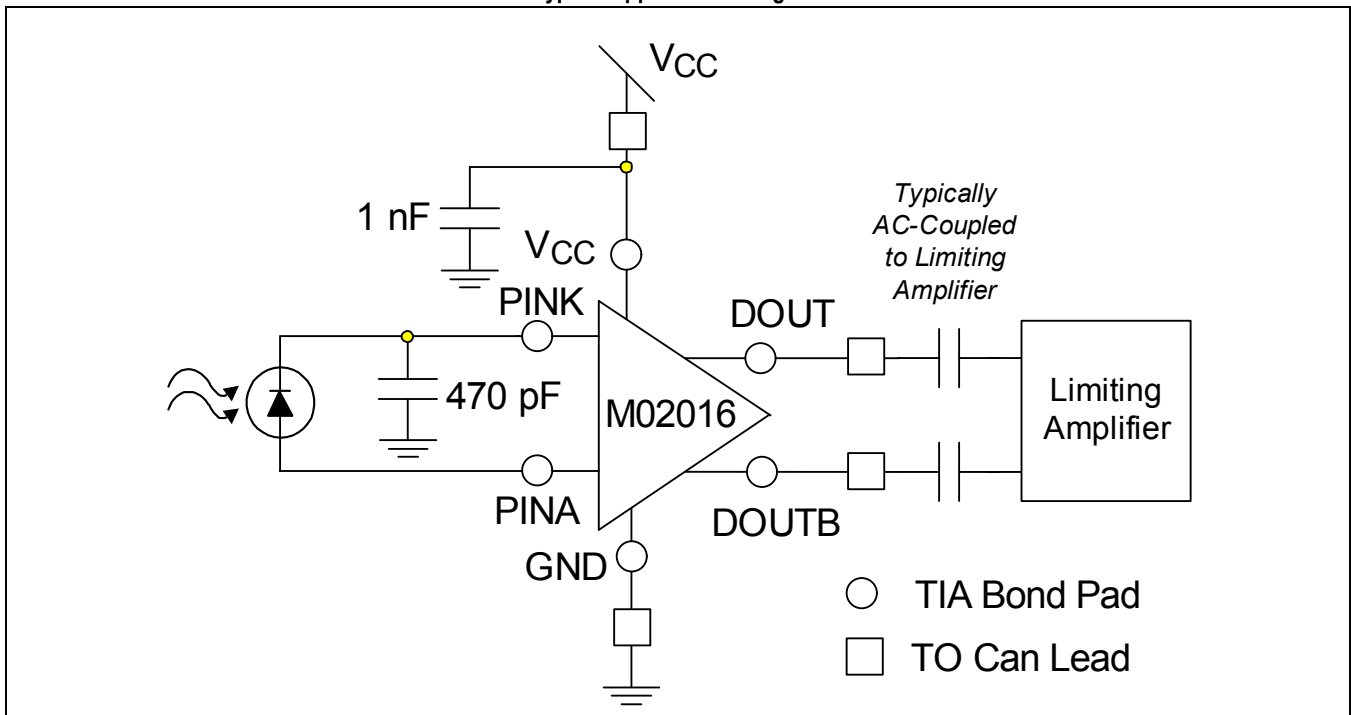 VCC
1 nF
VCC
Typically
AC-Coupled
to Limiting
Amplifier
PINK
DOUT
470 pF
M02016
Limiting
Amplifier
PINA
DOUTB
GND
TIA Bond Pad
TO Can Lead